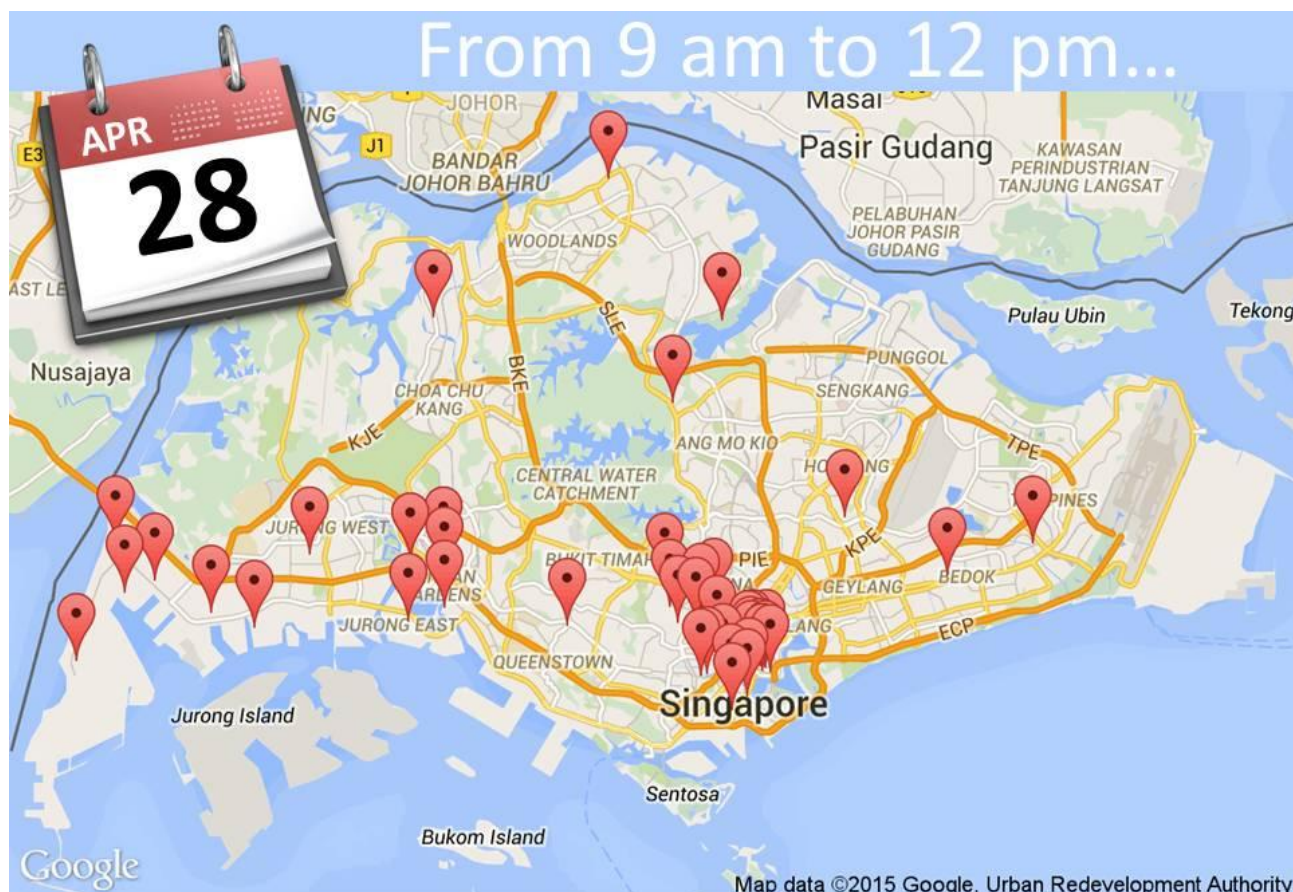 From 9 am to 12 pm...
APR
28
JOHOR
Masai
Pasir Gudang
KAWASAN
PERINDUSTRIAN
TANJUNG LANGSAT
E3
J1
BANDAR
JOHOR BAHRU
PELABUHAN
JOHOR PASIR
GUDANG
WOODLANDS
Pulau Ubin
Tekong
Nusajaya
SLE
BKE
PUNGGOL
CHOA CHU
KANG
SENGKANG
KJE
ANG MO KIO
TPE
CENTRAL WATER
CATCHMENT
PINES
JURONG WEST
BUKIT TIMAH
PIE
KPE
GEYLANG
BEDOK
JURONG EAST
ECP
QUEENSTOWN
Singapore
Jurong Island
Sentosa
Bukom Island
Google
Map data ©2015 Google, Urban Redevelopment Authority